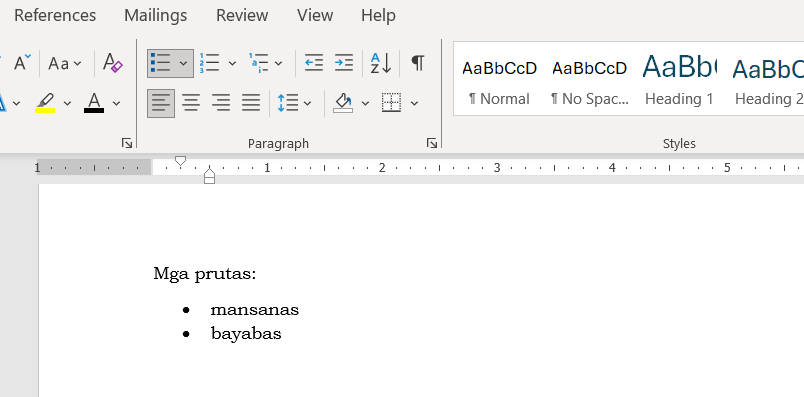 References Mailings Review View Help
A Aa A A Z
A A
¶ AaBbCcD AaBbCcD AaBb( AaBbC
¶ Normal ¶ No Spac... Heading 1 Heading 2
Paragraph Styles
1 1 2 3 4 5
Mga prutas:
• mansanas
• bayabas